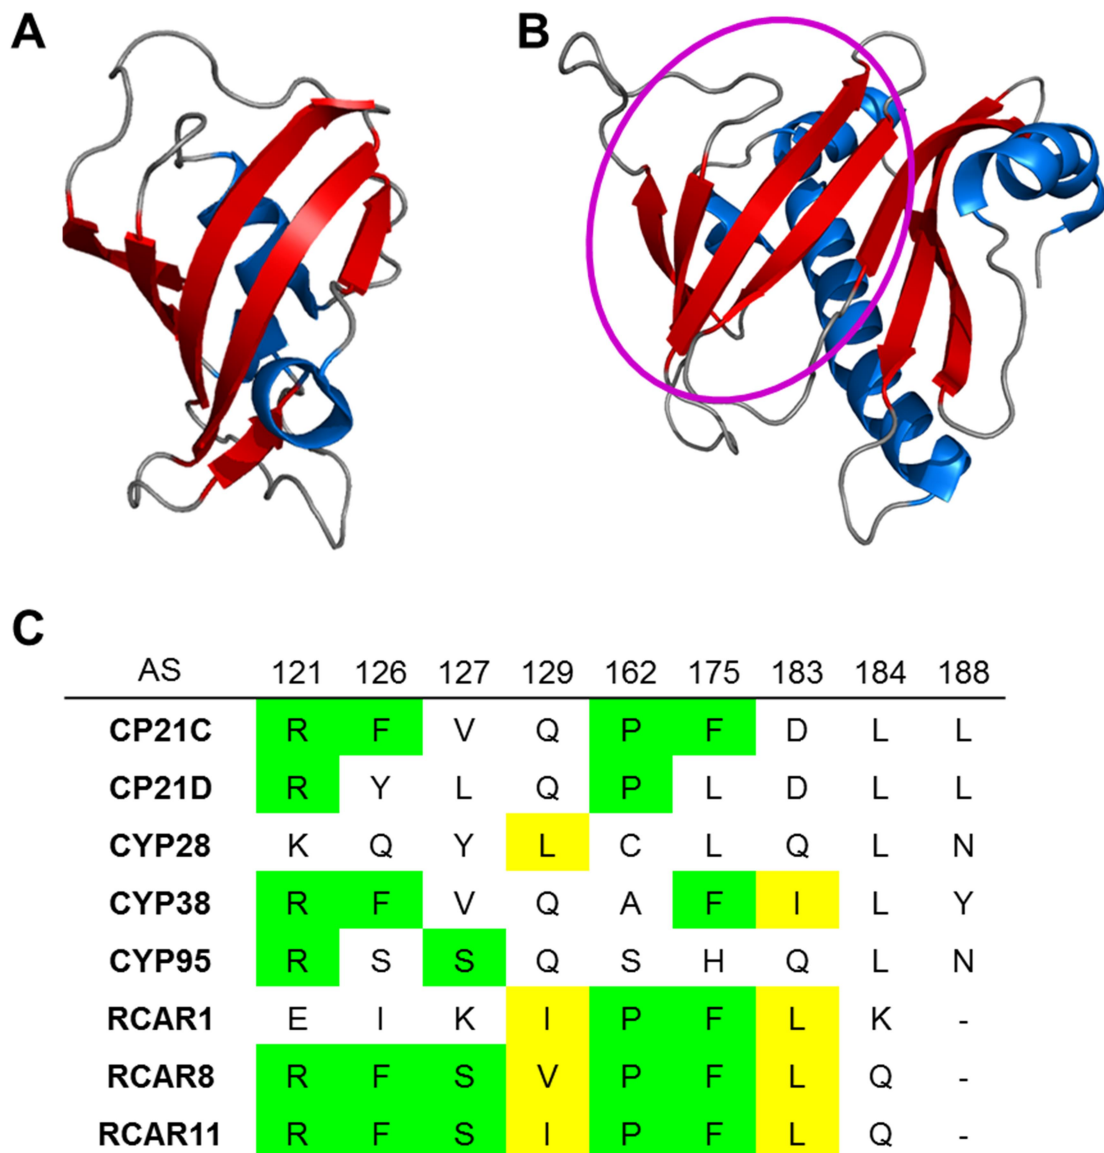 A B
C
AS 121 126 127 129 162 175 183 184 188
CP21C R F V Q P F D L L
CP21D R Y L Q P L D L L
CYP28 K Q Y L C L Q L N
CYP38 R F V Q A F I L Y
CYP95 R S S Q S H Q L N
RCAR1 E I K I P F L K -
RCAR8 R F S V P F L Q -
RCAR11 R F S I P F L Q -